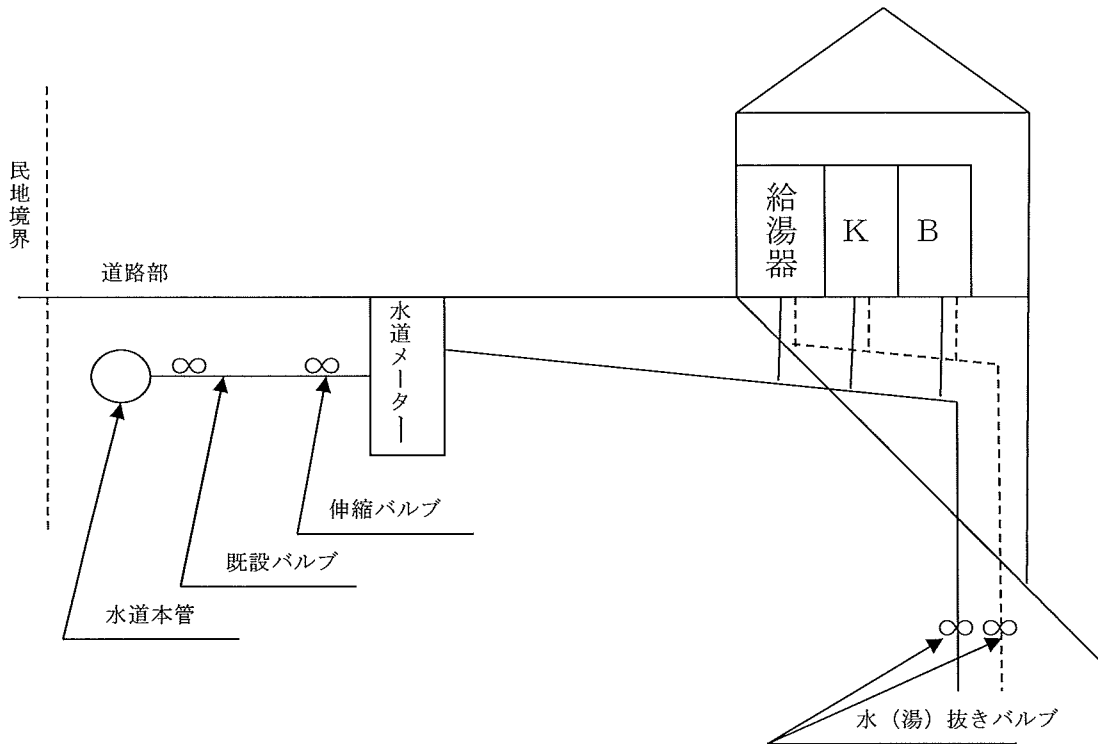 民地境界
道路部
給湯器
K
B
水道メーター
伸縮バルブ
既設バルブ
水道本管
水（湯）抜きバルブ